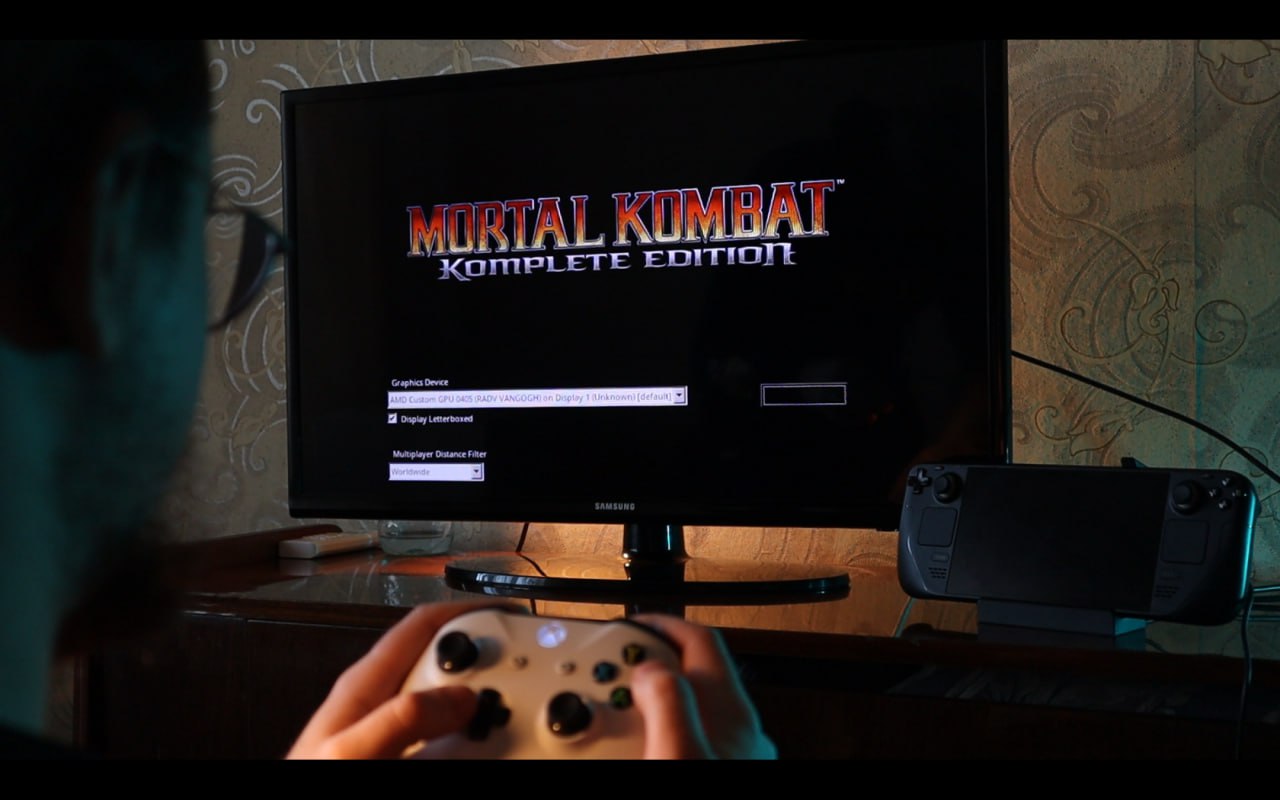 MORTAL KOMBAT™
KOMPLETE EDITION
Graphics Device
AMD Custom GPU 0405 (RADV VANGOGH) on Display 1 (Unknown) [default]
Display Letterboxed
Multiplayer Distance Filter
Worldwide
SAMSUNG